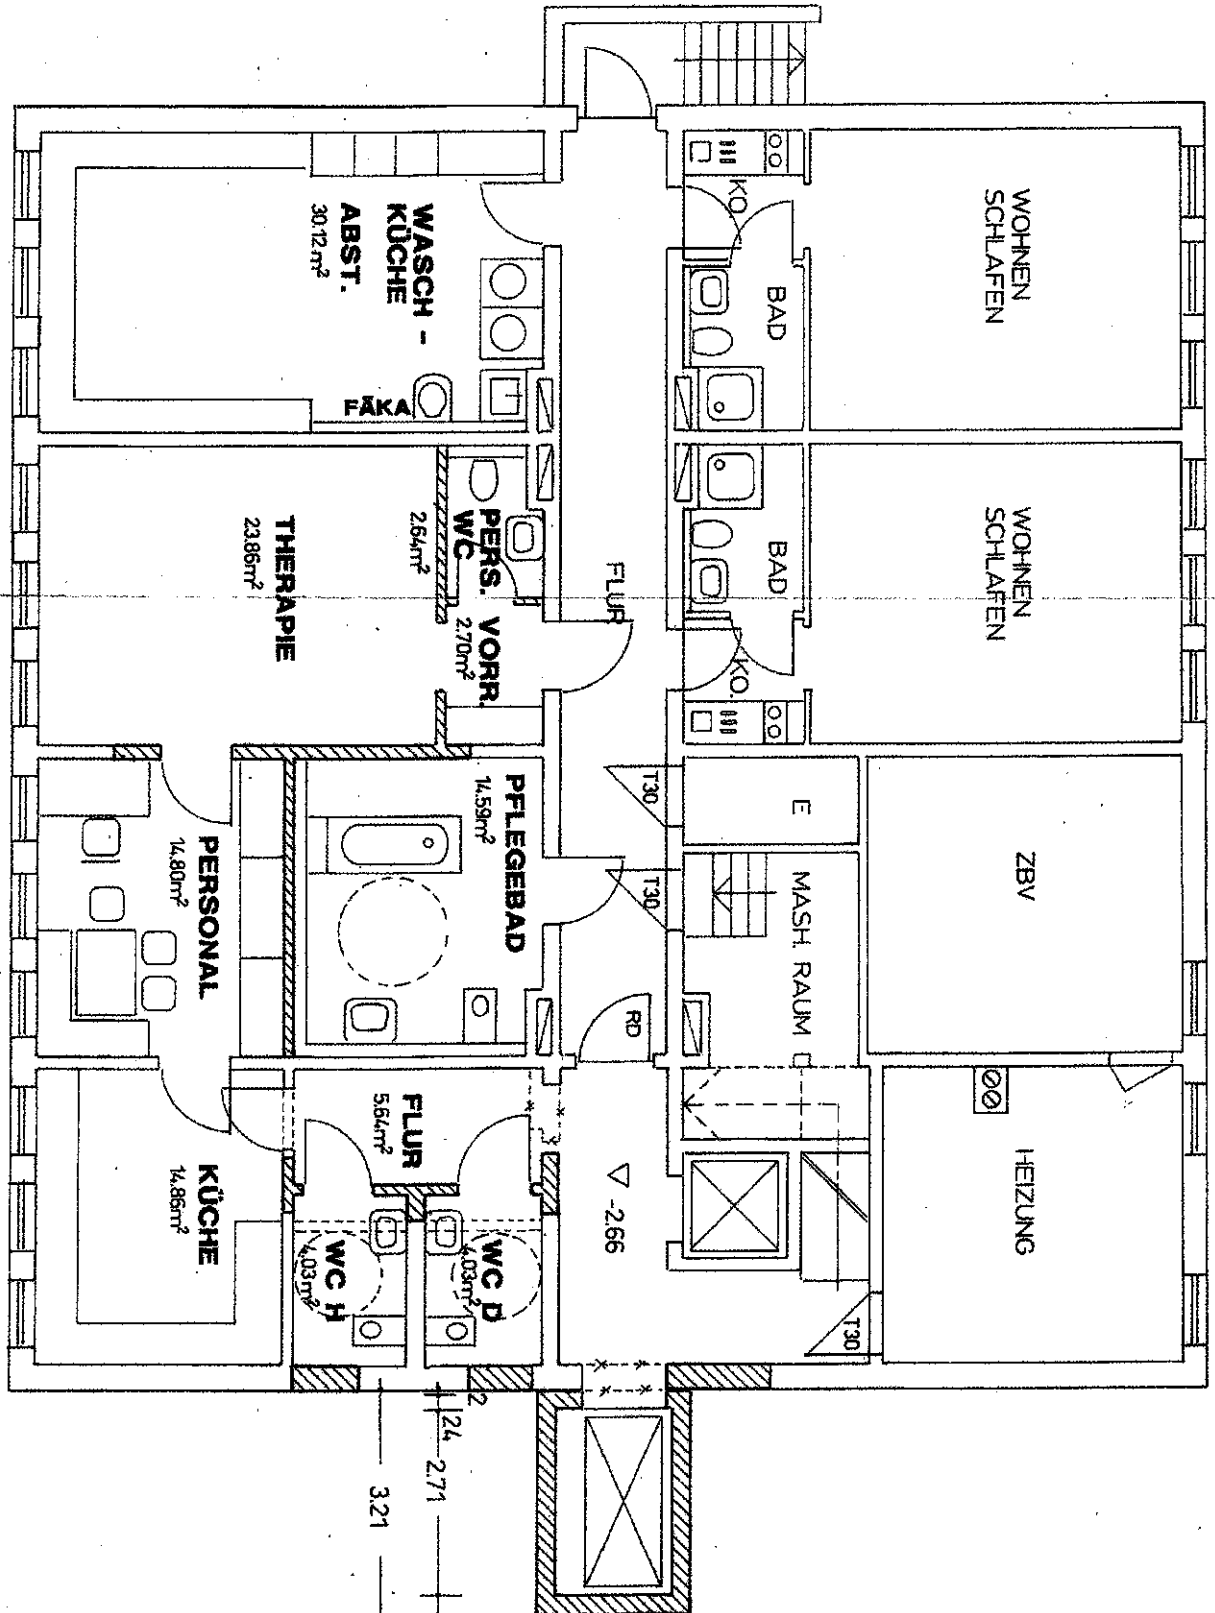 WOHNEN
SCHLAFEN
WOHNEN
SCHLAFEN
ZBV
HEIZUNG
KO.
BAD
BAD
KO.
E
MASH. RAUM
T30
T30
T30
RD
FLUR
-2.66
WASCH -
KÜCHE
ABST.
30.12 m²
FÄKA
PERS.
WC
2.64m²
VORR.
2.70m²
THERAPIE
23.86m²
PFLEGEBAD
14.59m²
PERSONAL
14.80m²
FLUR
5.64m²
WC D
4.03m²
WC H
4.03m²
KÜCHE
14.86m²
2
24
2.71
3.21